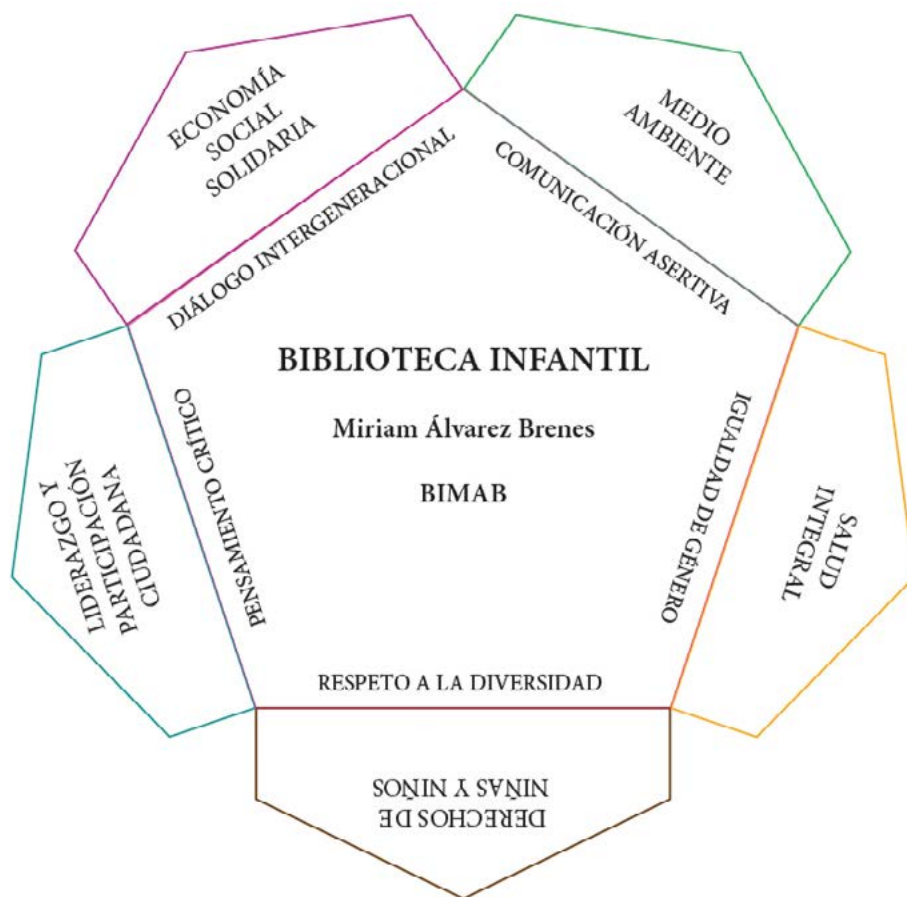 ECONOMÍA
SOCIAL
SOLIDARIA
DIÁLOGO INTERGENERACIONAL
MEDIO
AMBIENTE
COMUNICACIÓN ASERTIVA
BIBLIOTECA INFANTIL
Miriam Álvarez Brenes
BIMAB
LIDERAZGO Y
PARTICIPACIÓN
CIUDADANA
PENSAMIENTO CRÍTICO
IGUALDAD DE GÉNERO
SALUD
INTEGRAL
RESPETO A LA DIVERSIDAD
DERECHOS DE
NIÑAS Y NIÑOS